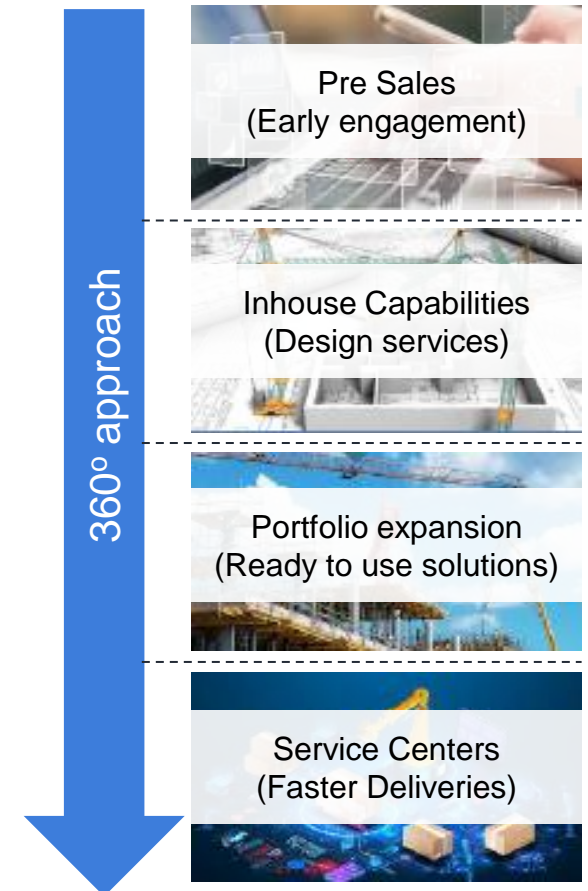 360º approach
Pre Sales
(Early engagement)
Inhouse Capabilities
(Design services)
Portfolio expansion
(Ready to use solutions)
Service Centers
(Faster Deliveries)